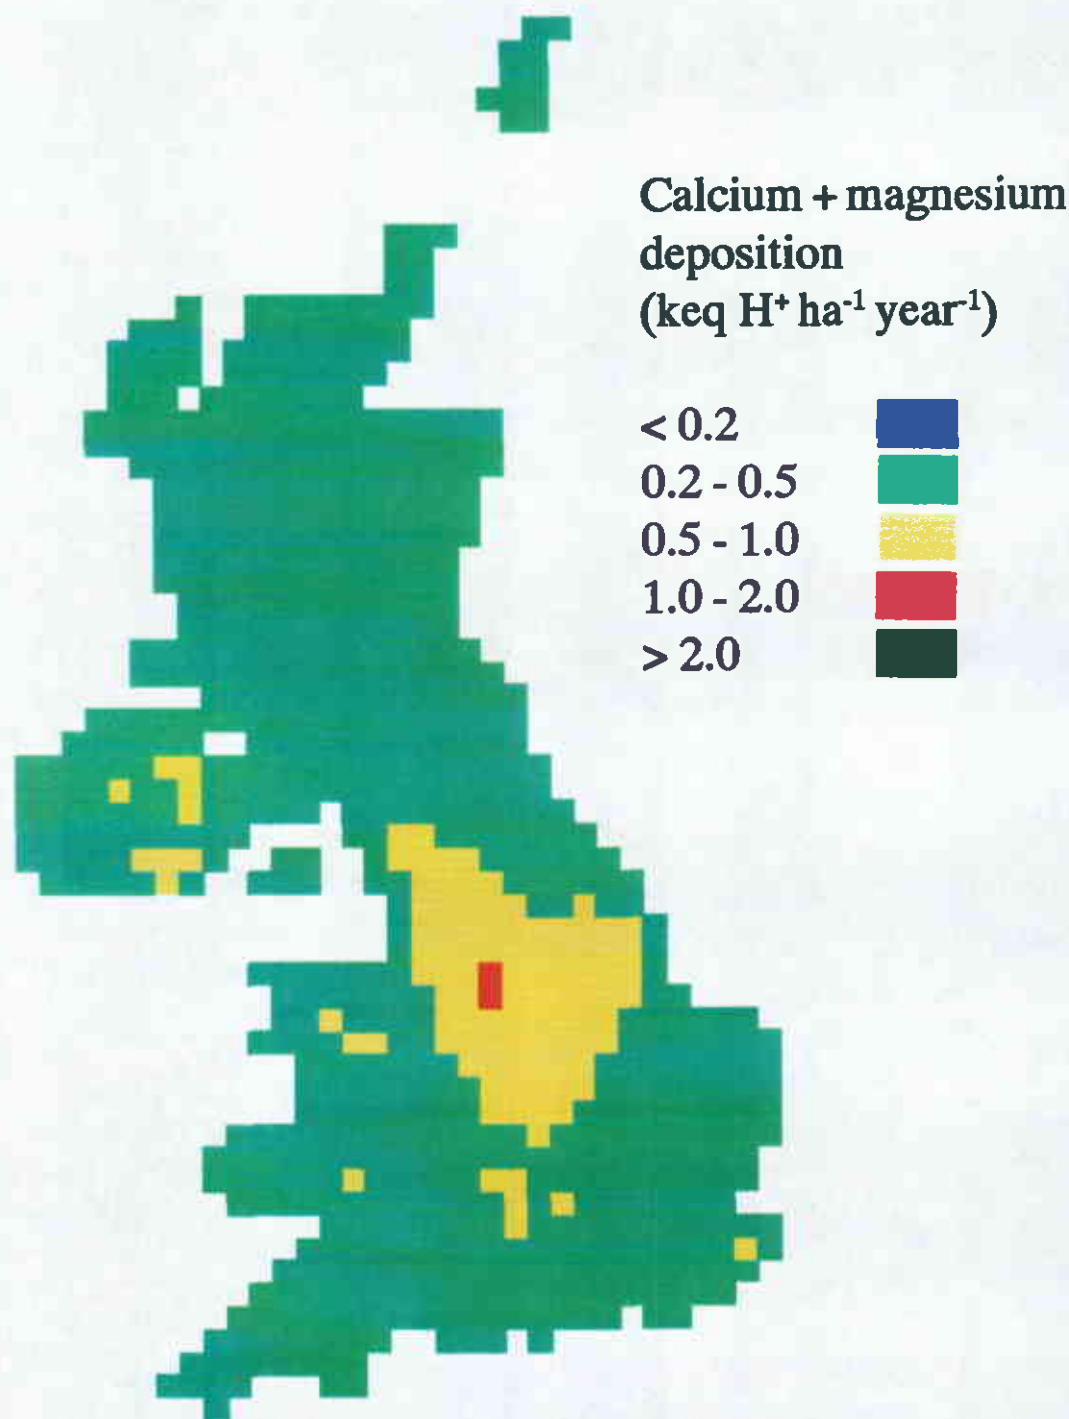 Calcium + magnesium
deposition
(keq H⁺ ha⁻¹ year⁻¹)
< 0.2
0.2 - 0.5
0.5 - 1.0
1.0 - 2.0
> 2.0